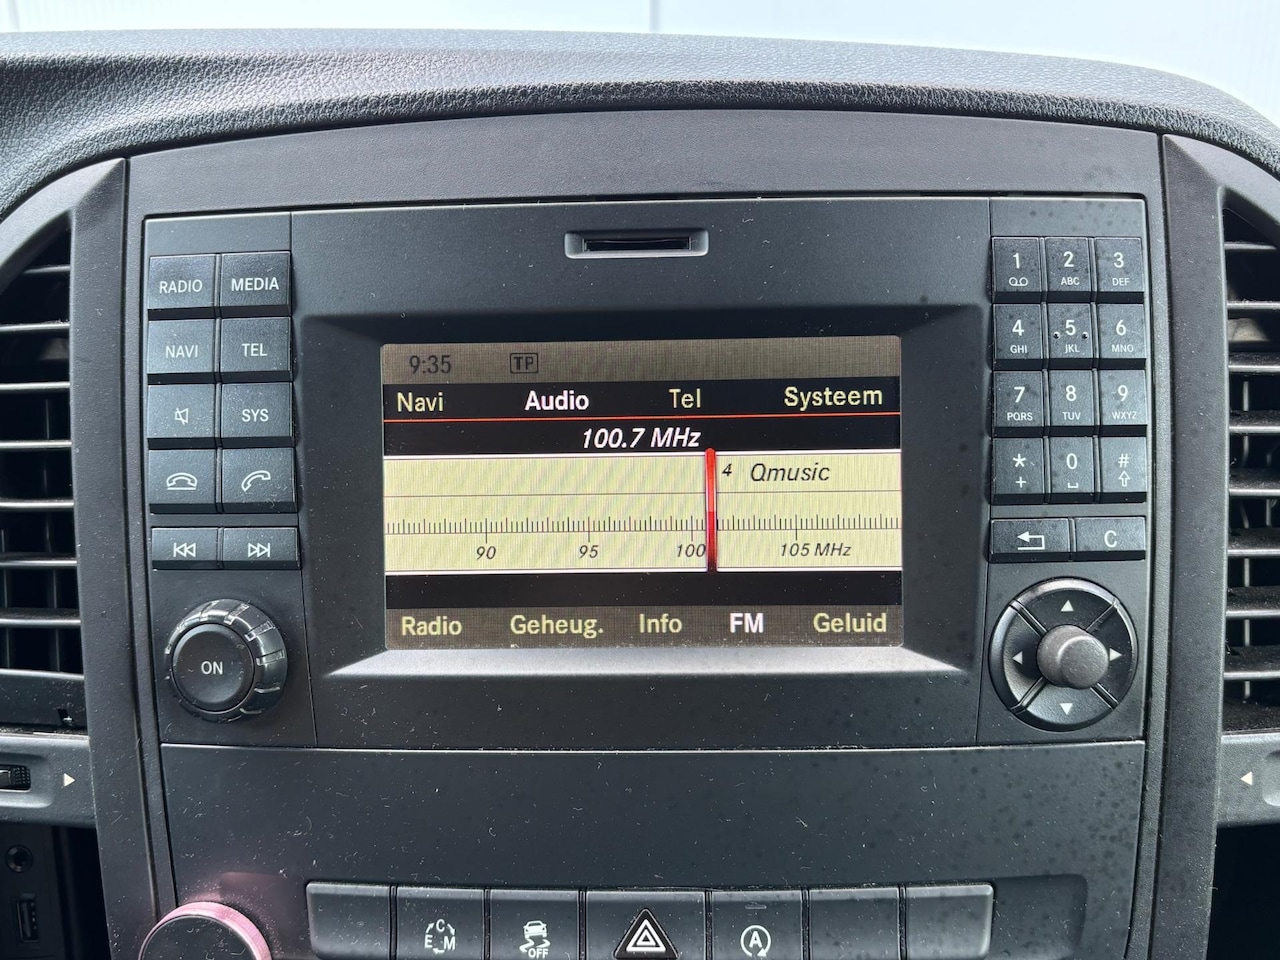 RADIO MEDIA
NAVI TEL
SYS
ON
9:35 TP
Navi Audio Tel Systeem
100.7 MHz
4 Qmusic
90 95 100 105 MHz
Radio Geheug. Info FM Geluid
1 2 ABC 3 DEF
4 GHI 5 JKL 6 MNO
7 PQRS 8 TUV 9 WXYZ
* + 0 #
C
C E M
OFF
A